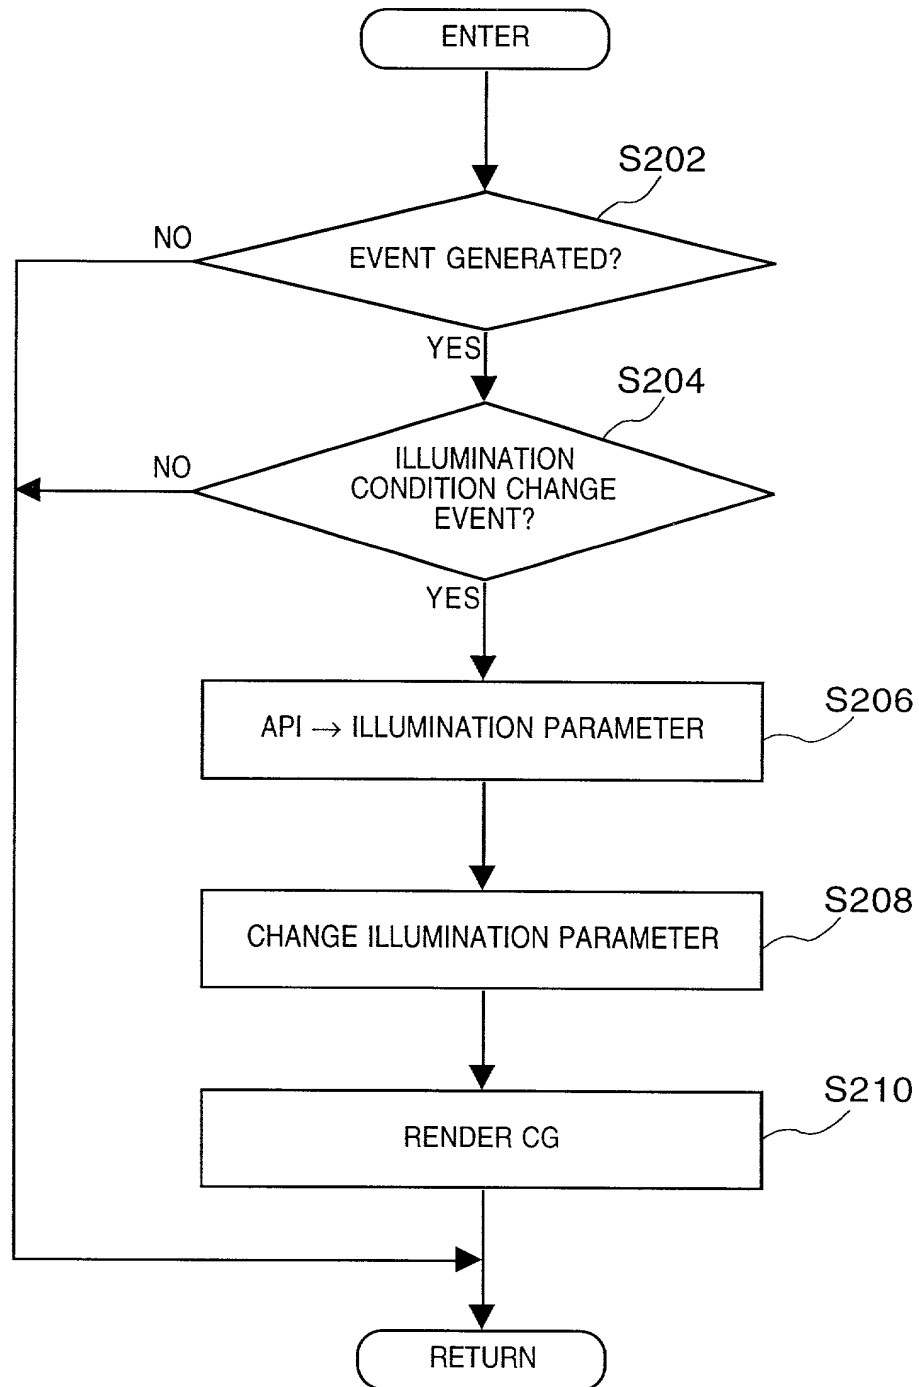 ENTER
S202
NO
EVENT GENERATED?
YES
S204
NO
ILLUMINATION
CONDITION CHANGE
EVENT?
YES
S206
API → ILLUMINATION PARAMETER
S208
CHANGE ILLUMINATION PARAMETER
S210
RENDER CG
RETURN